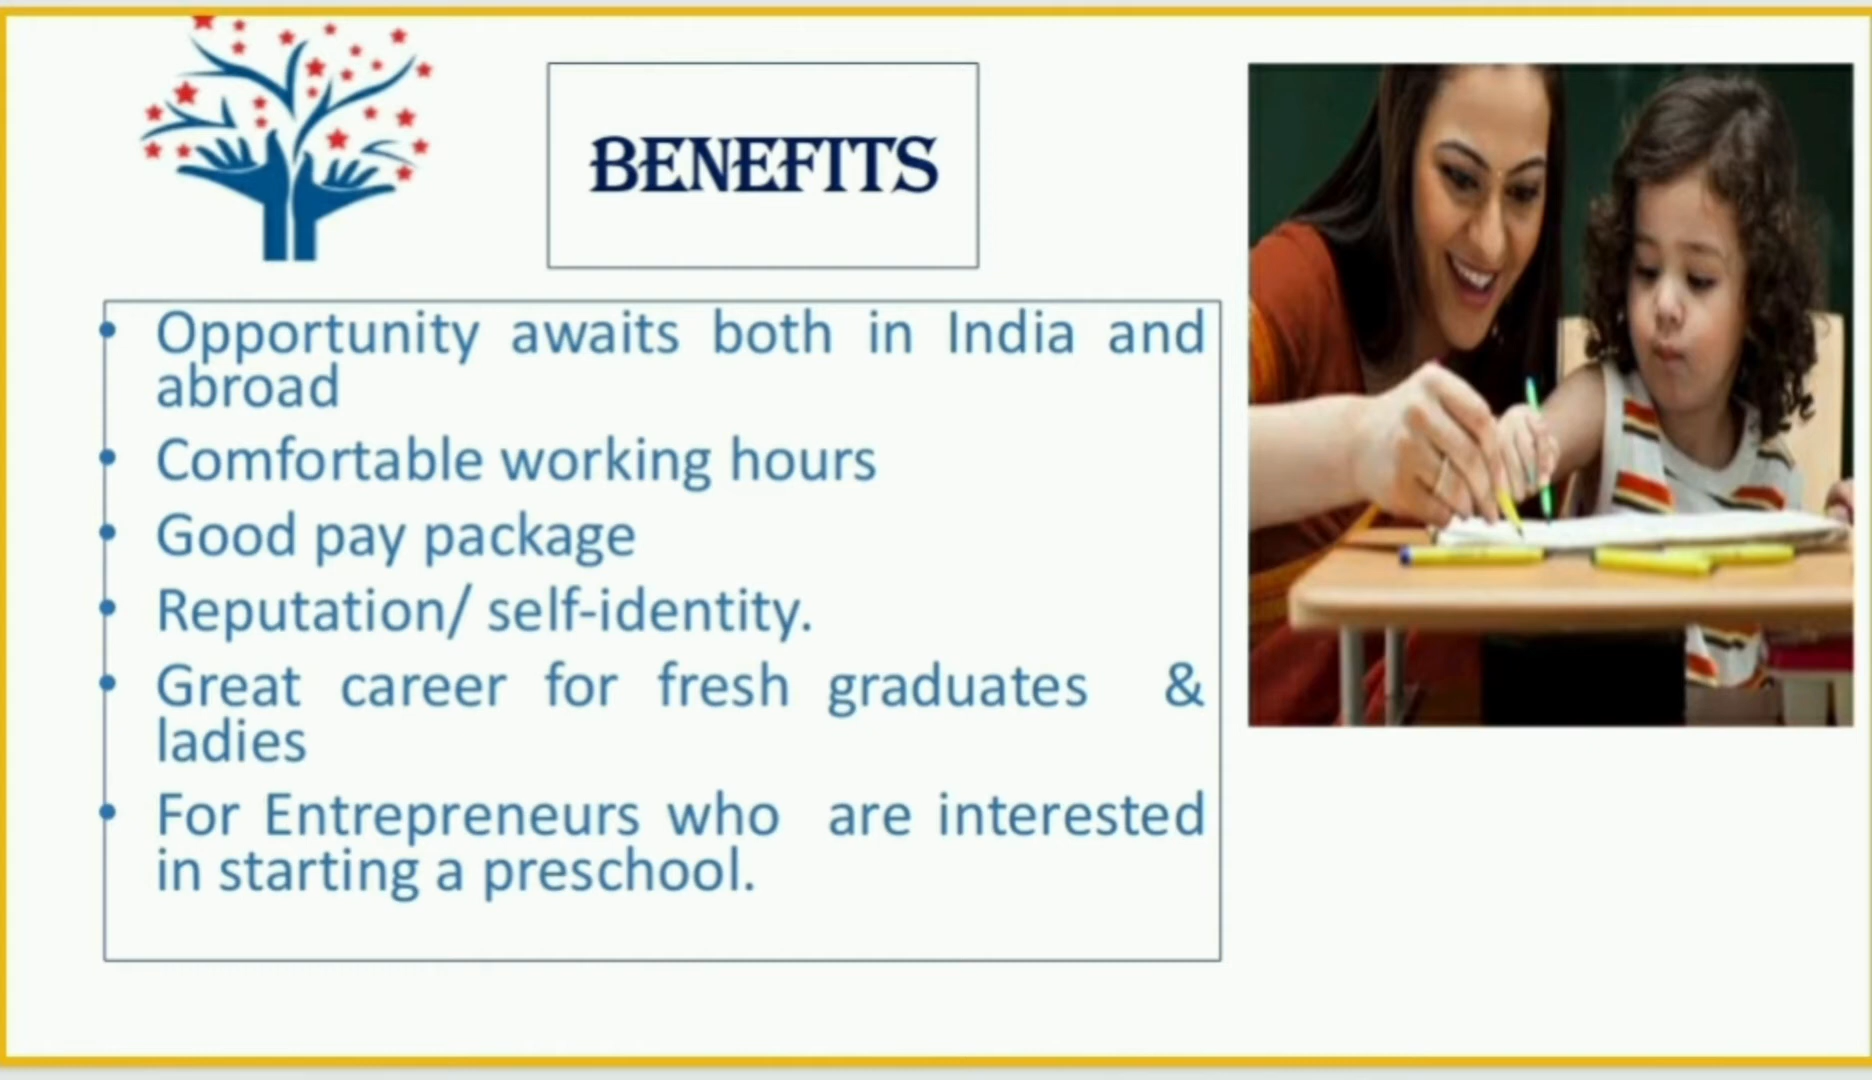 BENEFITS
• Opportunity awaits both in India and
abroad
• Comfortable working hours
• Good pay package
• Reputation/ self-identity.
• Great career for fresh graduates &
ladies
• For Entrepreneurs who are interested
in starting a preschool.